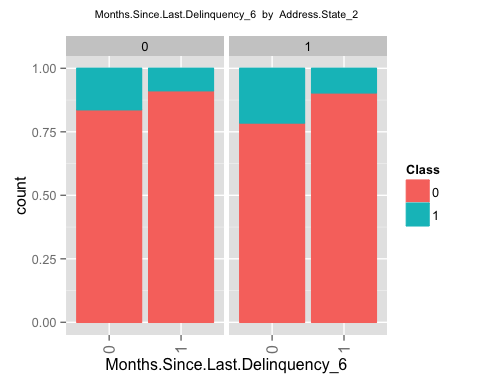 Months.Since.Last.Delinquency_6 by Address.State_2
0 1
1.00
0.75
0.50
0.25
0.00
count
0 1 0 1
Months.Since.Last.Delinquency_6
Class
0
1